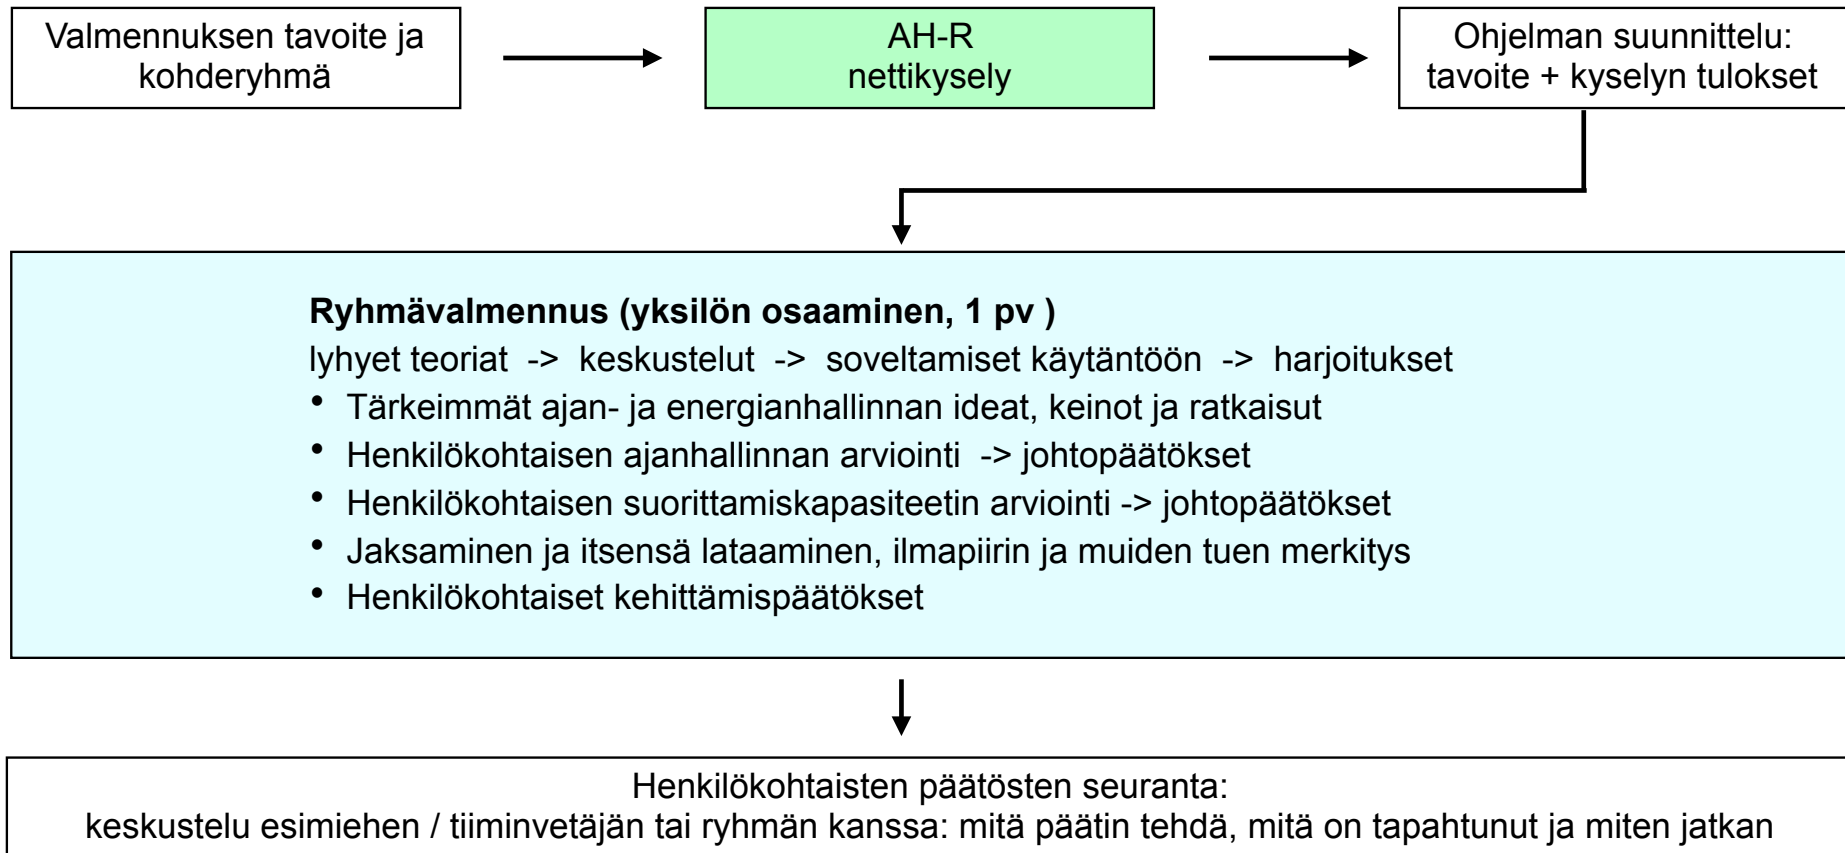 Valmennuksen tavoite ja
kohderyhmä
AH-R
nettikysely
Ohjelman suunnittelu:
tavoite + kyselyn tulokset
Ryhmävalmennus (yksilön osaaminen, 1 pv )
lyhyet teoriat -> keskustelut -> soveltamiset käytäntöön -> harjoitukset
• Tärkeimmät ajan- ja energianhallinnan ideat, keinot ja ratkaisut
• Henkilökohtaisen ajanhallinnan arviointi -> johtopäätökset
• Henkilökohtaisen suorittamiskapasiteetin arviointi -> johtopäätökset
• Jaksaminen ja itsensä lataaminen, ilmapiirin ja muiden tuen merkitys
• Henkilökohtaiset kehittämispäätökset
Henkilökohtaisten päätösten seuranta:
keskustelu esimiehen / tiiminvetäjän tai ryhmän kanssa: mitä päätin tehdä, mitä on tapahtunut ja miten jatkan